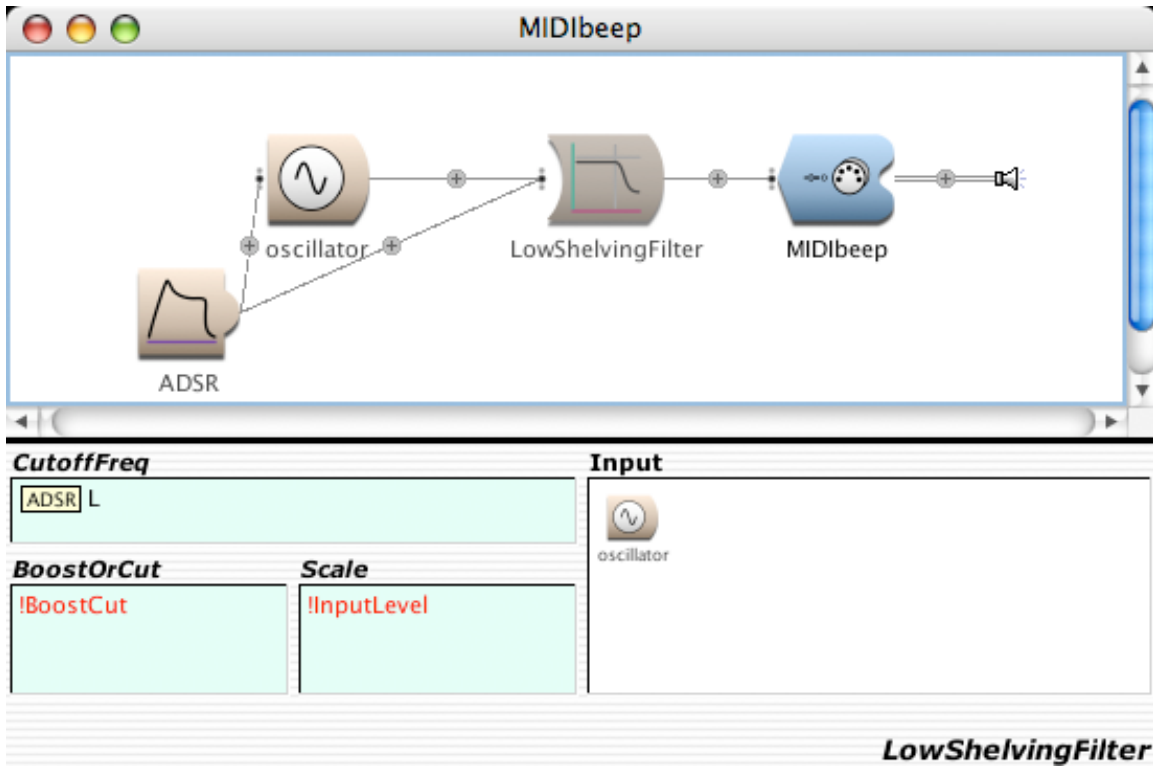 MIDIbeep
oscillator
LowShelvingFilter
MIDIbeep
ADSR
CutoffFreq
ADSR L
Input
oscillator
BoostOrCut
Scale
!BoostCut
!InputLevel
LowShelvingFilter